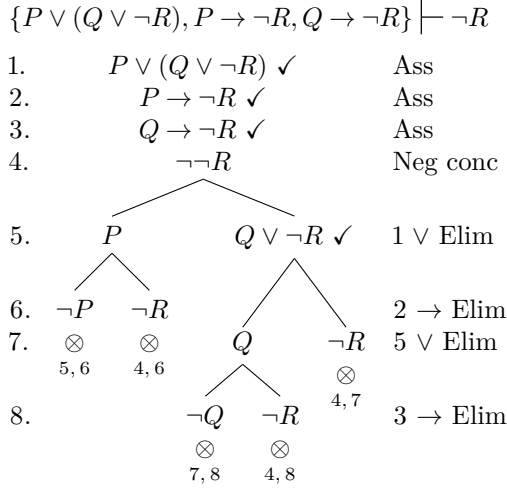 {P ∨ (Q ∨ ¬R), P → ¬R, Q → ¬R} ⊢ ¬R
1. P ∨ (Q ∨ ¬R) ✓ Ass
2. P → ¬R ✓ Ass
3. Q → ¬R ✓ Ass
4. ¬¬R Neg conc
5. P Q ∨ ¬R ✓ 1 ∨ Elim
6. ¬P ¬R 2 → Elim
7. ⊗ ⊗ Q ¬R 5 ∨ Elim
5, 6 4, 6 ⊗
4, 7
8. ¬Q ¬R 3 → Elim
⊗ ⊗
7, 8 4, 8